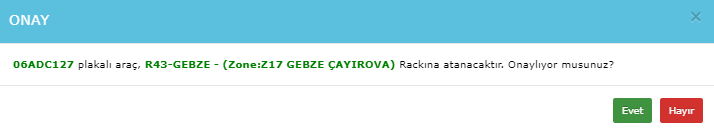 ONAY
06ADC127 plakalı araç, R43-GEBZE - (Zone:Z17 GEBZE ÇAYIROVA) Rackına atanacaktır. Onaylıyor musunuz?
Evet Hayır